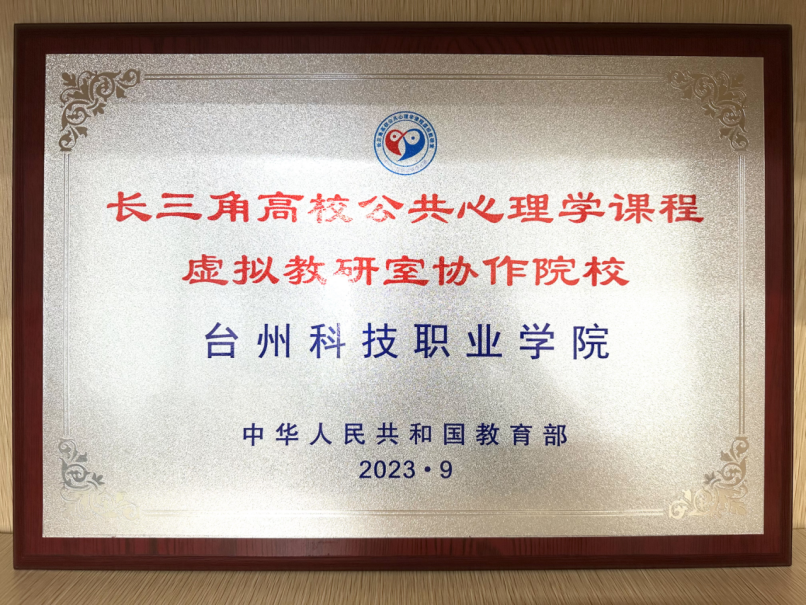 长三角高校公共心理学课程
虚拟教研室协作院校
台州科技职业学院
中华人民共和国教育部
2023·9